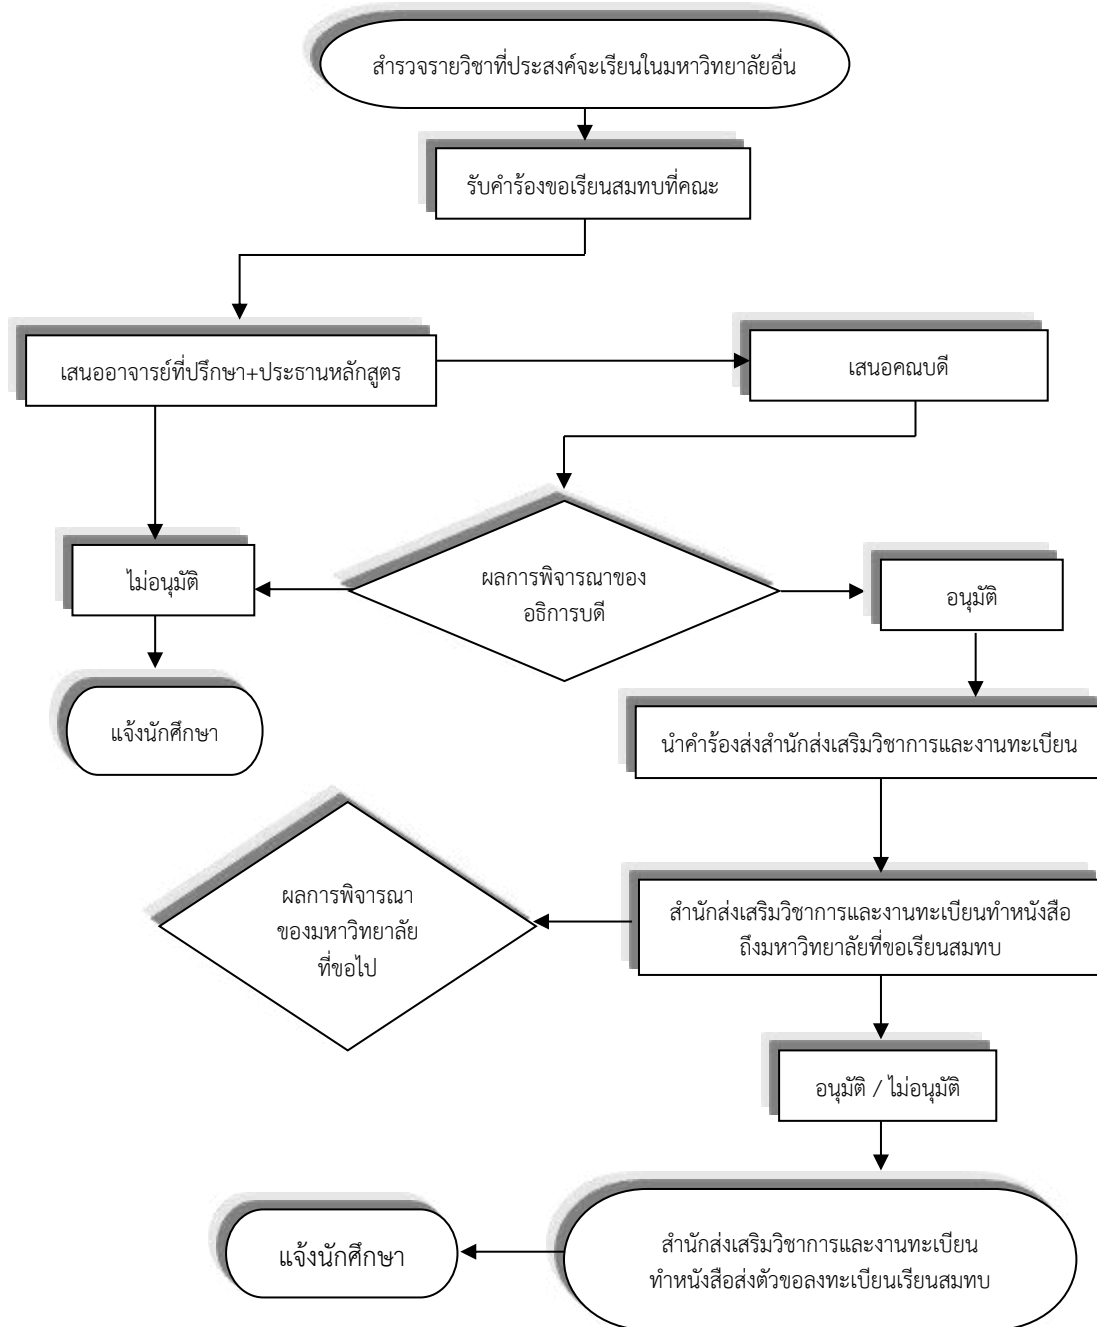 สำรวจรายวิชาที่ประสงค์จะเรียนในมหาวิทยาลัยอื่น
รับคำร้องขอเรียนสมทบที่คณะ
เสนออาจารย์ที่ปรึกษา+ประธานหลักสูตร
เสนอคณบดี
ผลการพิจารณาของ
อธิการบดี
ไม่อนุมัติ
อนุมัติ
แจ้งนักศึกษา
นำคำร้องส่งสำนักส่งเสริมวิชาการและงานทะเบียน
ผลการพิจารณา
ของมหาวิทยาลัย
ที่ขอไป
สำนักส่งเสริมวิชาการและงานทะเบียนทำหนังสือ
ถึงมหาวิทยาลัยที่ขอเรียนสมทบ
อนุมัติ / ไม่อนุมัติ
แจ้งนักศึกษา
สำนักส่งเสริมวิชาการและงานทะเบียน
ทำหนังสือส่งตัวขอลงทะเบียนเรียนสมทบ